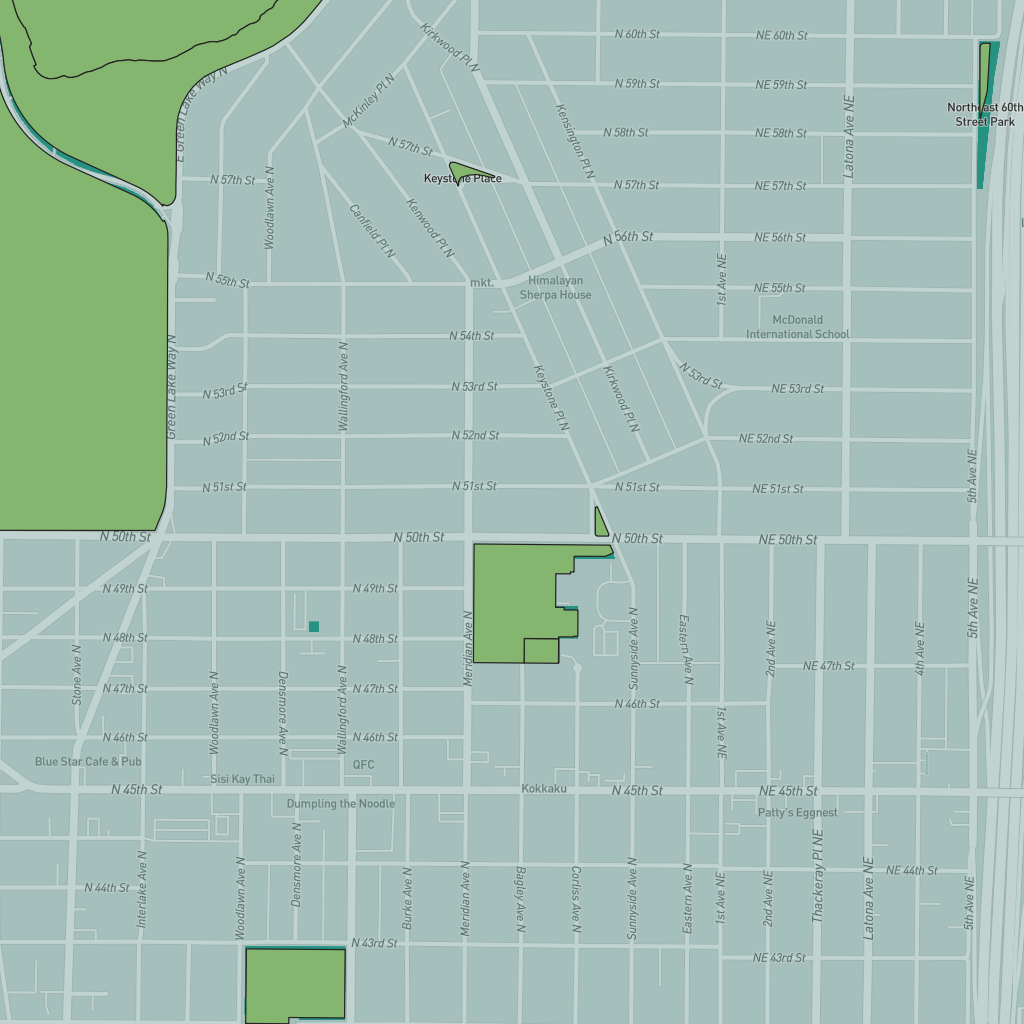 N 60th St
NE 60th St
Kirkwood Pl N
E Green Lake Way N
McKinley Pl N
N 59th St
NE 59th St
Latona Ave NE
Northeast 60th
Street Park
Kensington Pl N
N 58th St
NE 58th St
N 57th St
N 57th St
Keystone Place
N 57th St
NE 57th St
Woodlawn Ave N
Canfield Pl N
Kenwood Pl N
N 56th St
NE 56th St
1st Ave NE
N 55th St
mkt.
Himalayan
Sherpa House
NE 55th St
McDonald
International School
Green Lake Way N
Wallingford Ave N
N 54th St
Keystone Pl N
Kirkwood Pl N
N 53rd St
N 53rd St
N 53rd St
NE 53rd St
N 52nd St
N 52nd St
NE 52nd St
5th Ave NE
N 51st St
N 51st St
N 51st St
NE 51st St
N 50th St
N 50th St
N 50th St
NE 50th St
N 49th St
N 49th St
5th Ave NE
Meridian Ave N
Sunnyside Ave N
Eastern Ave N
2nd Ave NE
4th Ave NE
N 48th St
N 48th St
Stone Ave N
NE 47th St
N 47th St
N 47th St
Woodlawn Ave N
Densmore Ave N
Wallingford Ave N
N 46th St
1st Ave NE
N 46th St
N 46th St
Blue Star Cafe & Pub
QFC
Sisi Kay Thai
N 45th St
Kokkaku
N 45th St
NE 45th St
Dumpling the Noodle
Patty's Eggnest
Thackeray Pl NE
Interlake Ave N
Woodlawn Ave N
Densmore Ave N
Burke Ave N
Meridian Ave N
Bagley Ave N
Corliss Ave N
Sunnyside Ave N
Eastern Ave N
1st Ave NE
2nd Ave NE
Latona Ave NE
NE 44th St
5th Ave NE
N 44th St
N 43rd St
NE 43rd St